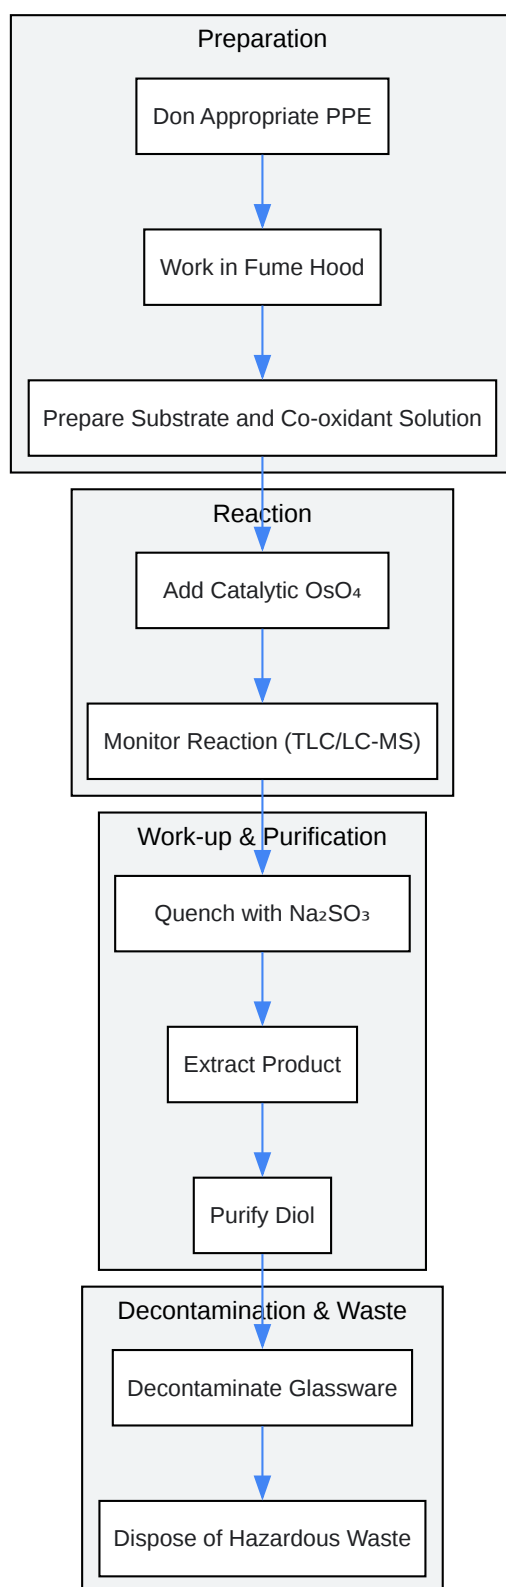 Preparation
Don Appropriate PPE
Work in Fume Hood
Prepare Substrate and Co-oxidant Solution
Reaction
Add Catalytic OsO₄
Monitor Reaction (TLC/LC-MS)
Work-up & Purification
Quench with Na₂SO₃
Extract Product
Purify Diol
Decontamination & Waste
Decontaminate Glassware
Dispose of Hazardous Waste